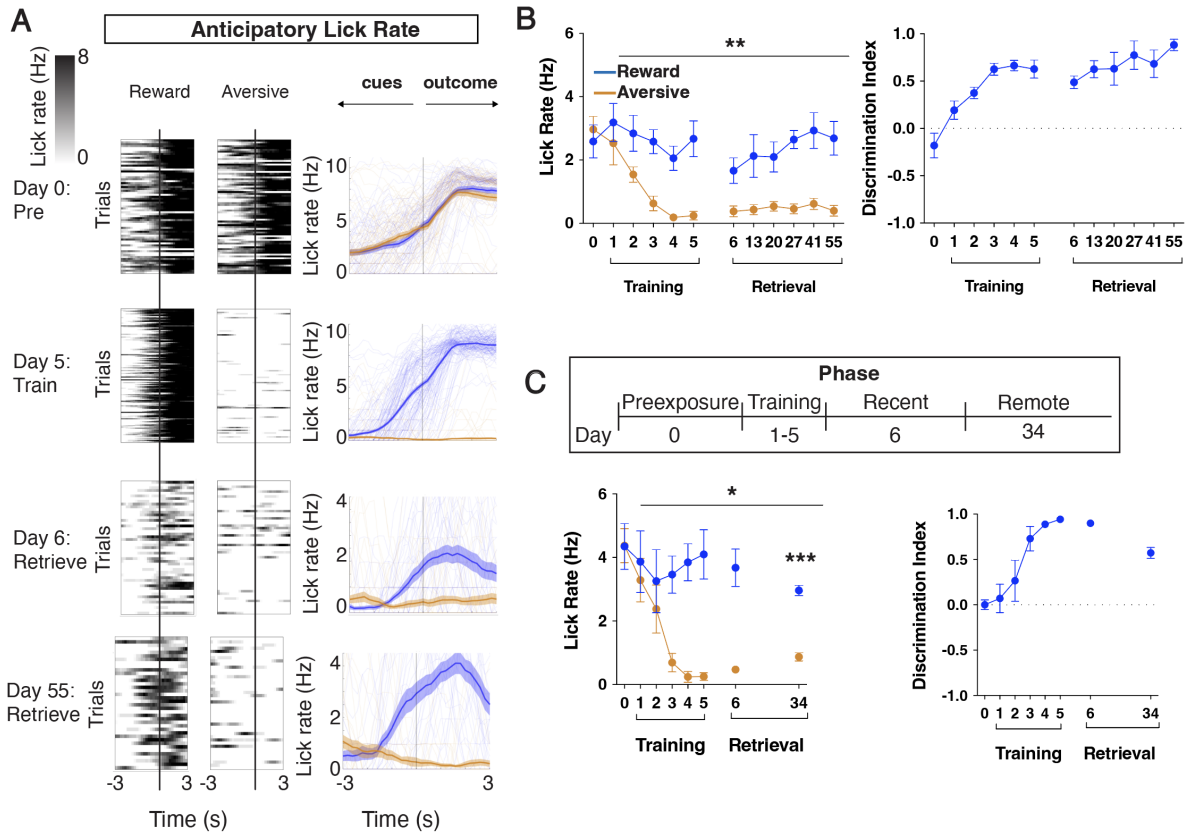 A
Anticipatory Lick Rate
Lick rate (Hz)
8
0
Reward
Aversive
cues
outcome
Day 0:
Pre
Trials
Lick rate (Hz)
10
5
0
Day 5:
Train
Trials
Lick rate (Hz)
10
5
0
Day 6:
Retrieve
Trials
Lick rate (Hz)
4
2
0
Day 55:
Retrieve
Trials
Lick rate (Hz)
4
2
0
-3 3 -3 3
-3 3
Time (s)
Time (s)
B
Lick Rate (Hz)
6
4
2
0
**
Reward
Aversive
0 1 2 3 4 5 6 13 20 27 41 55
Training
Retrieval
Discrimination Index
1.0
0.5
0.0
-0.5
-1.0
0 1 2 3 4 5 6 13 20 27 41 55
Training
Retrieval
C
Phase
Preexposure Training Recent Remote
Day 0 1-5 6 34
Lick Rate (Hz)
6
4
2
0
*
***
0 1 2 3 4 5 6 34
Training
Retrieval
Discrimination Index
1.0
0.5
0.0
-0.5
-1.0
0 1 2 3 4 5 6 34
Training
Retrieval